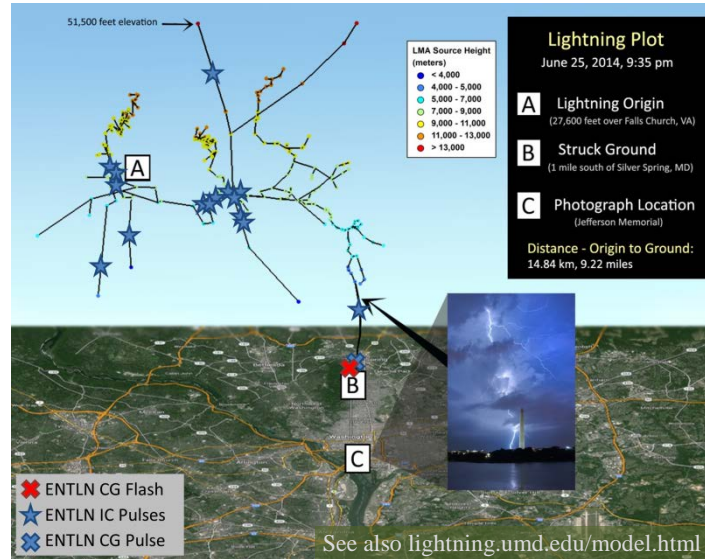 51,500 feet elevation
LMA Source Height
(meters)
< 4,000
4,000 - 5,000
5,000 - 7,000
7,000 - 9,000
9,000 - 11,000
11,000 - 13,000
> 13,000
Lightning Plot
June 25, 2014, 9:35 pm
A Lightning Origin
(27,600 feet over Falls Church, VA)
B Struck Ground
(1 mile south of Silver Spring, MD)
C Photograph Location
(Jefferson Memorial)
Distance - Origin to Ground:
14.84 km, 9.22 miles
A
B
C
ENTLN CG Flash
ENTLN IC Pulses
ENTLN CG Pulse
See also lightning.umd.edu/model.html